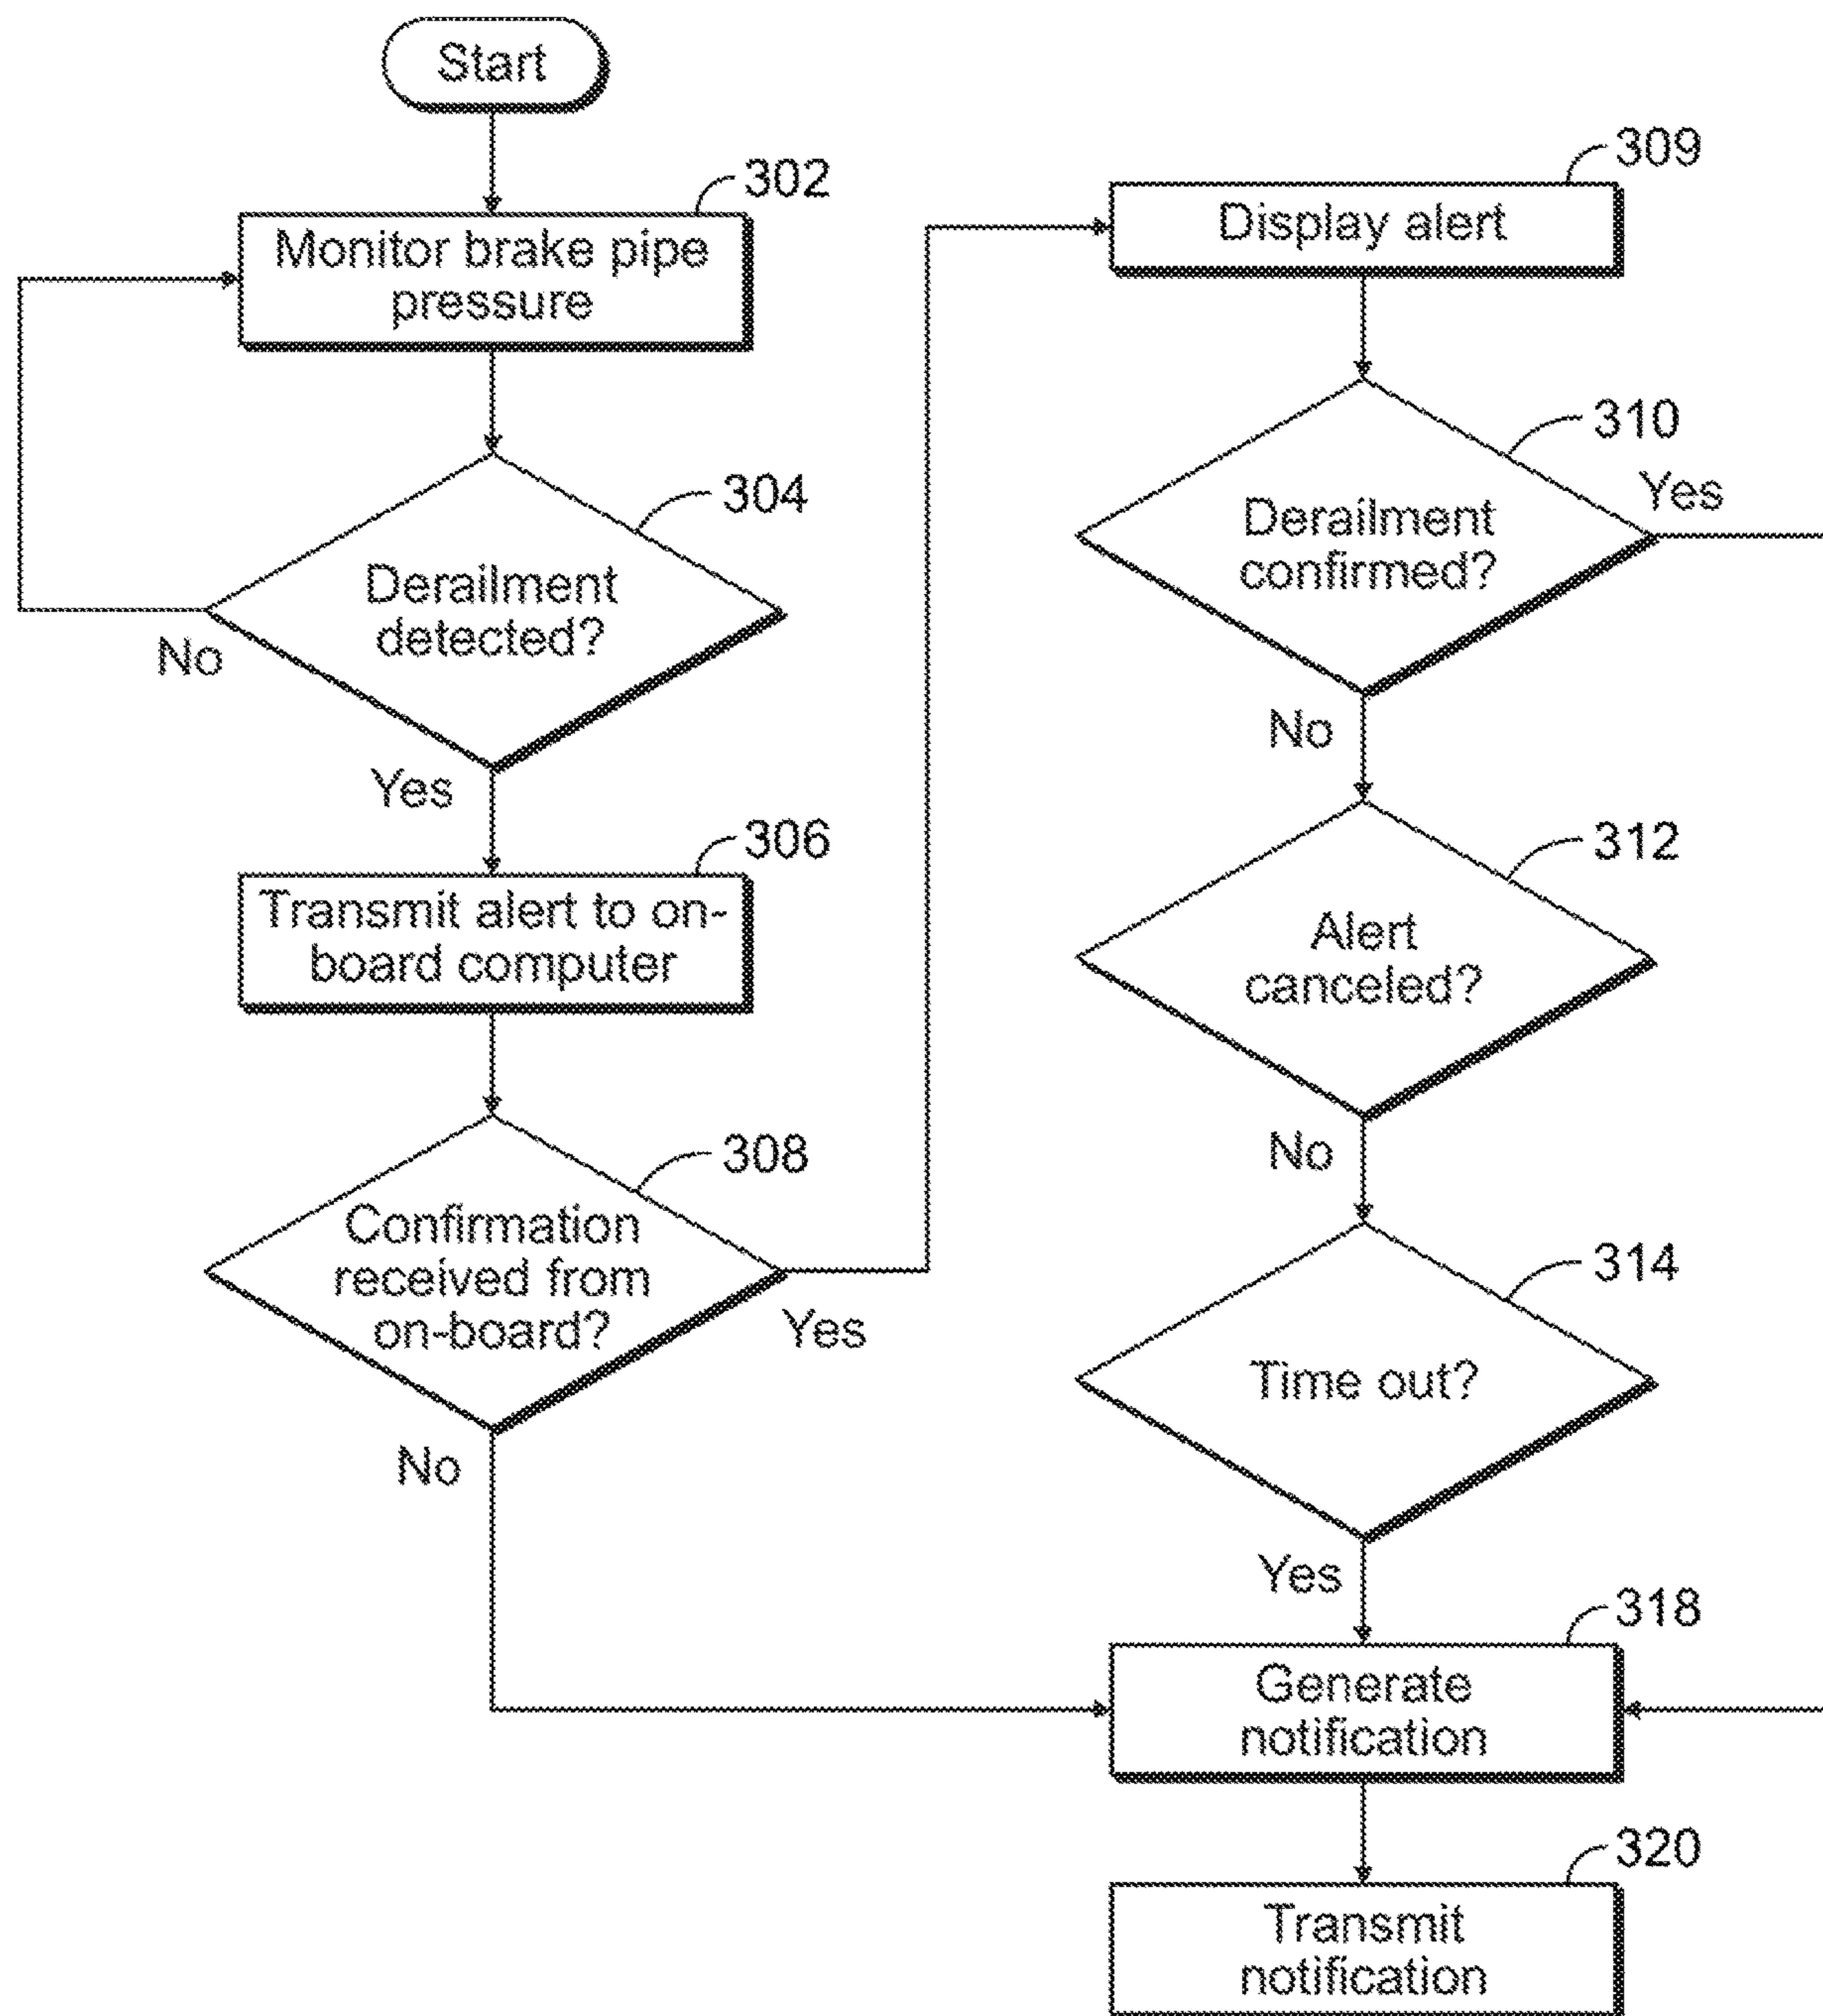 Start
302
Monitor brake pipe
pressure
304
Derailment
detected?
No
Yes
306
Transmit alert to on-
board computer
308
Confirmation
received from
on-board?
Yes
No
309
Display alert
310
Derailment
confirmed?
Yes
No
312
Alert
canceled?
No
314
Time out?
Yes
318
Generate
notification
320
Transmit
notification